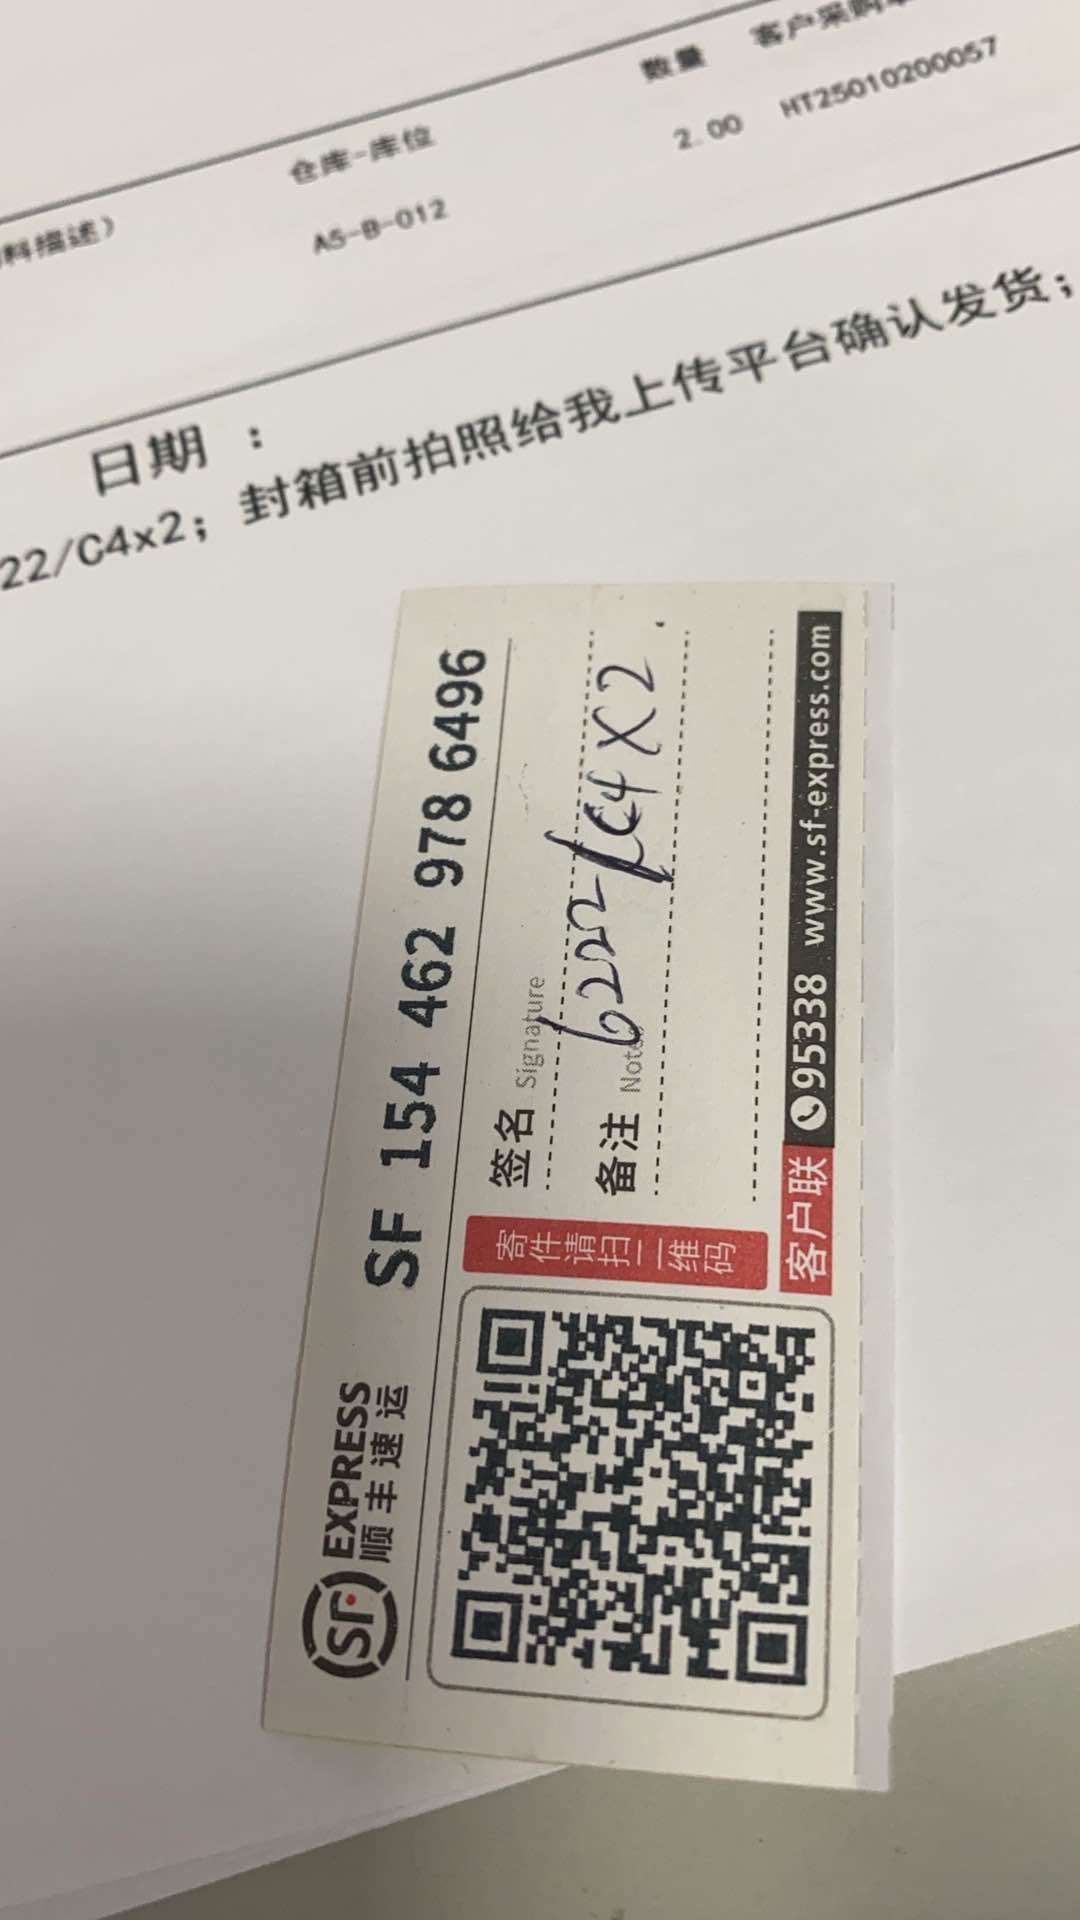 数量 客户采购
仓库-库位
2.00 HT25010200057
料描述）
A5-B-012
日期 ：
22/C4x2；封箱前拍照给我上传平台确认发货；
SF EXPRESS
顺丰速运
SF 154 462 978 6496
寄件请扫二维码
签名 Signature
备注 Note
6222/C4 X2
客户联 95338 www.sf-express.com